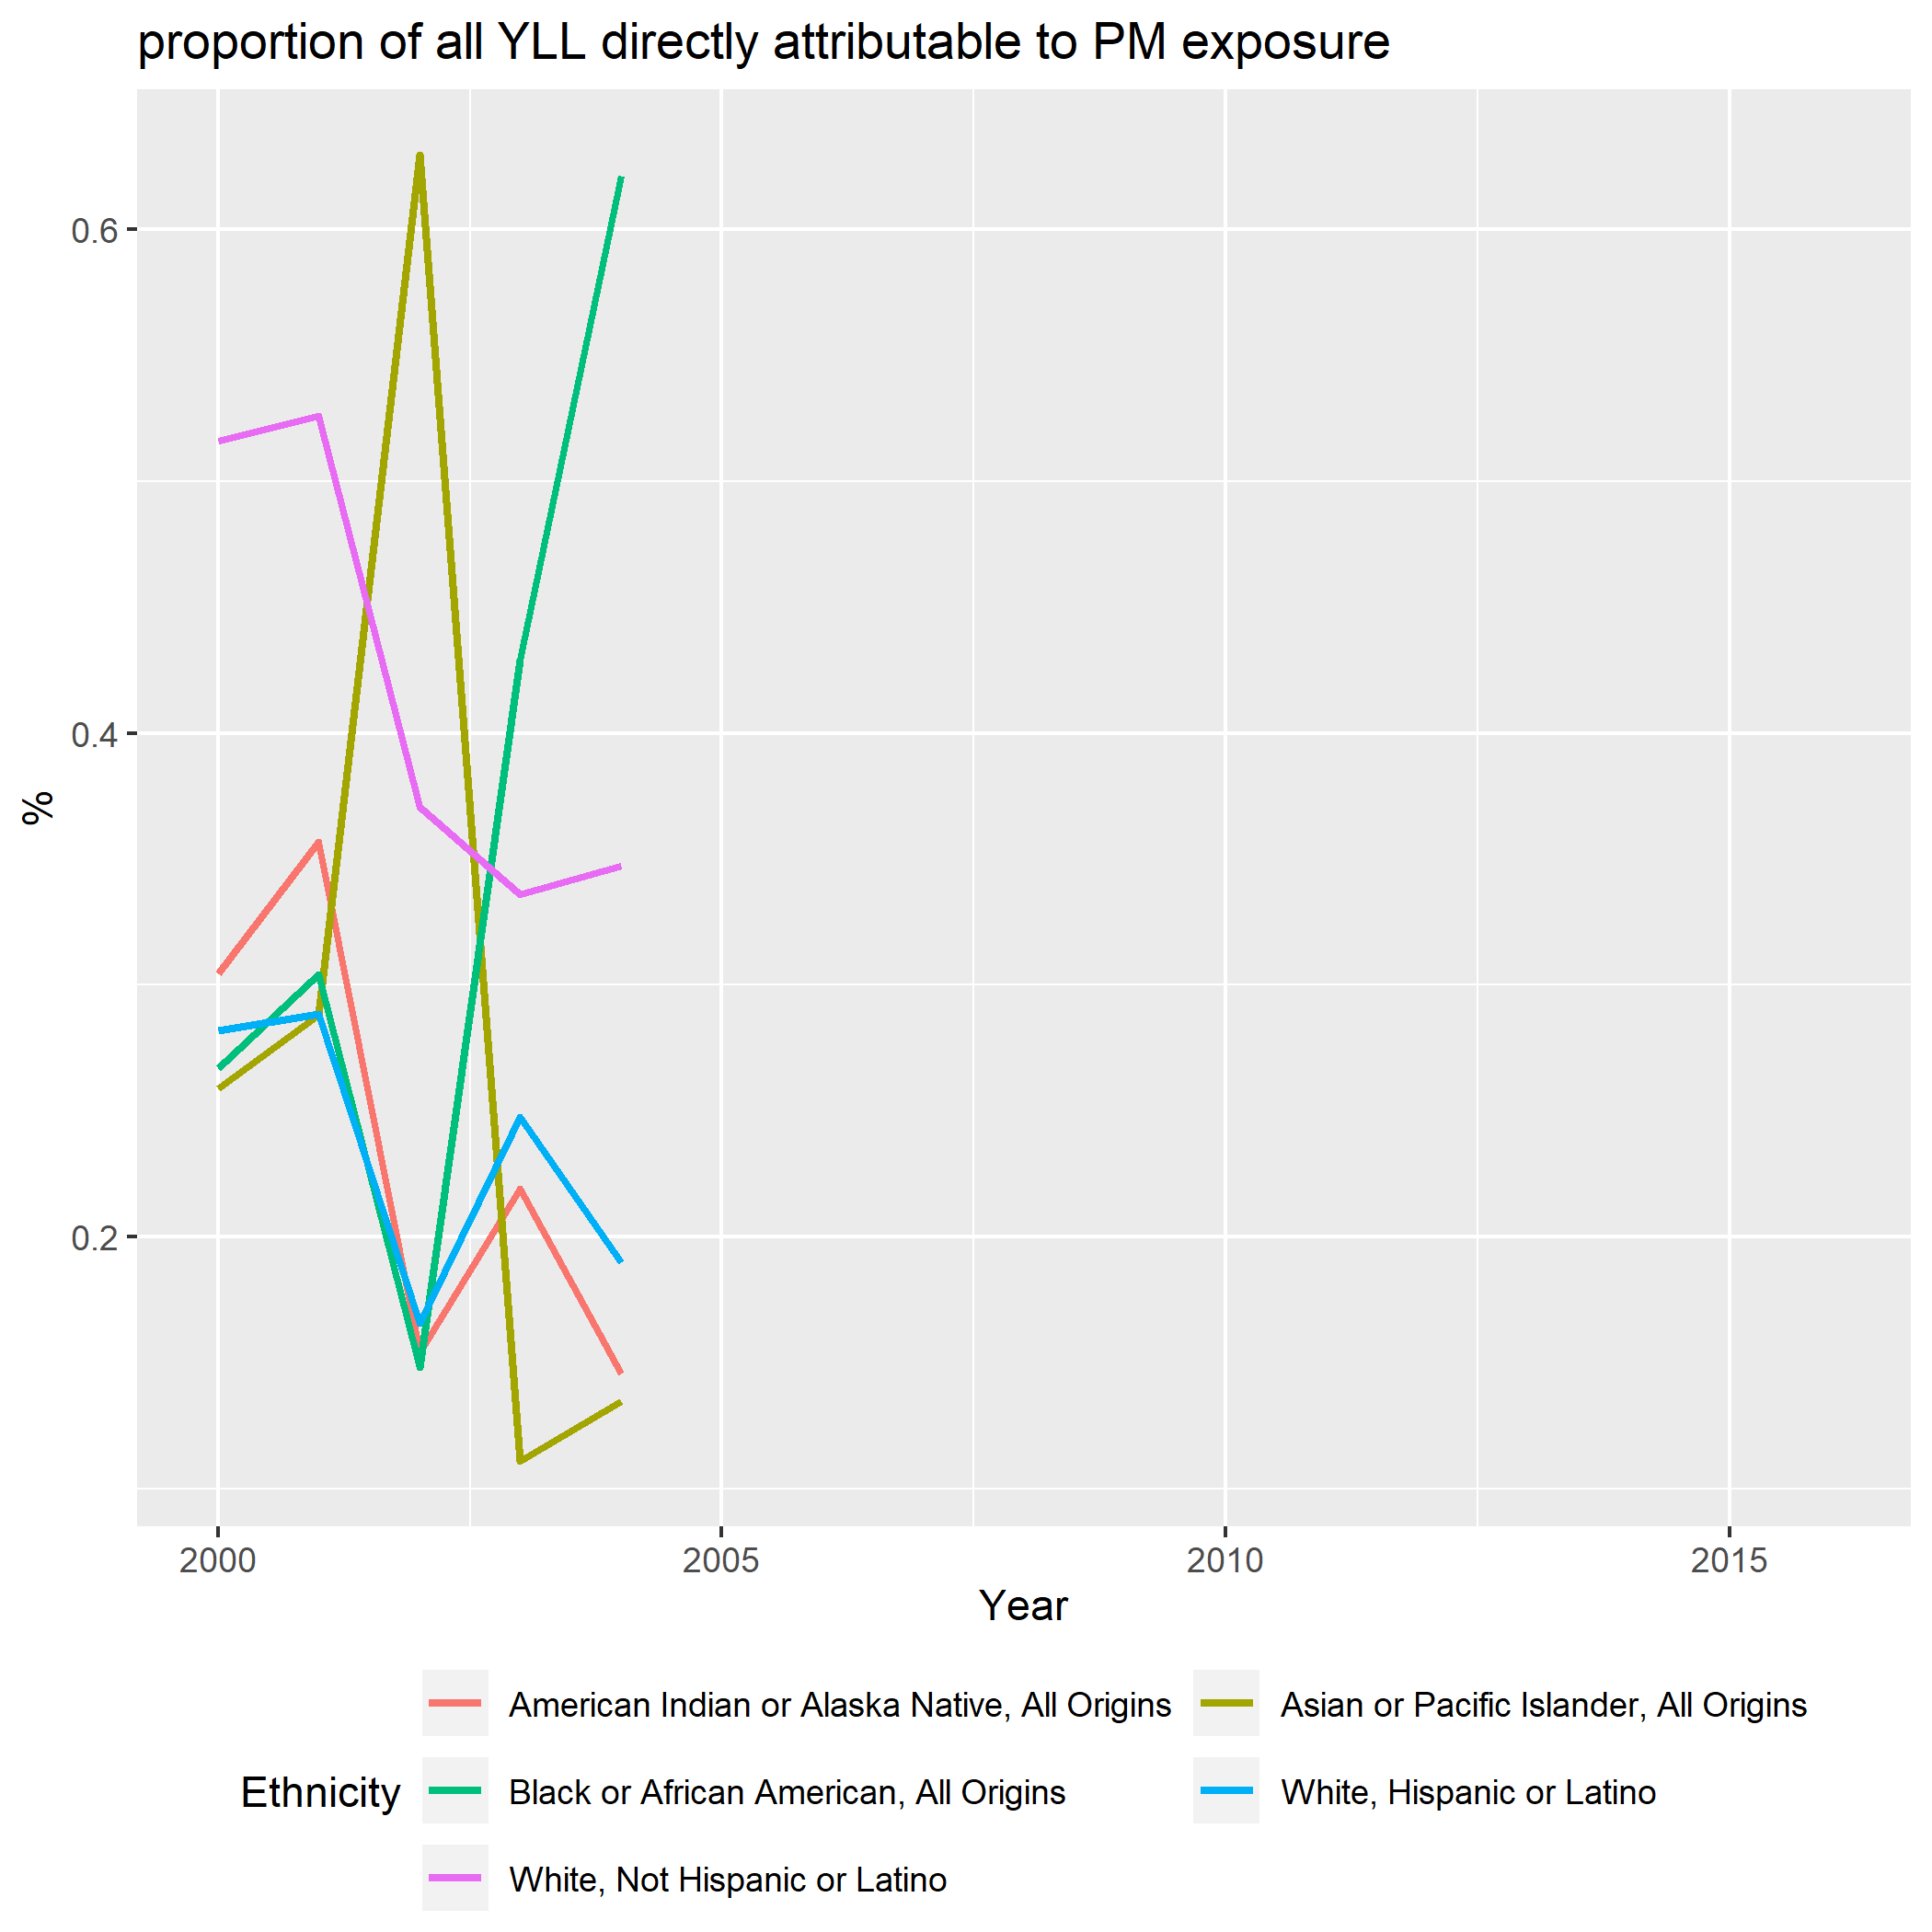 proportion of all YLL directly attributable to PM exposure
0.6
0.4
0.2
%
2000 2005 2010 2015
Year
Ethnicity
American Indian or Alaska Native, All Origins
Asian or Pacific Islander, All Origins
Black or African American, All Origins
White, Hispanic or Latino
White, Not Hispanic or Latino